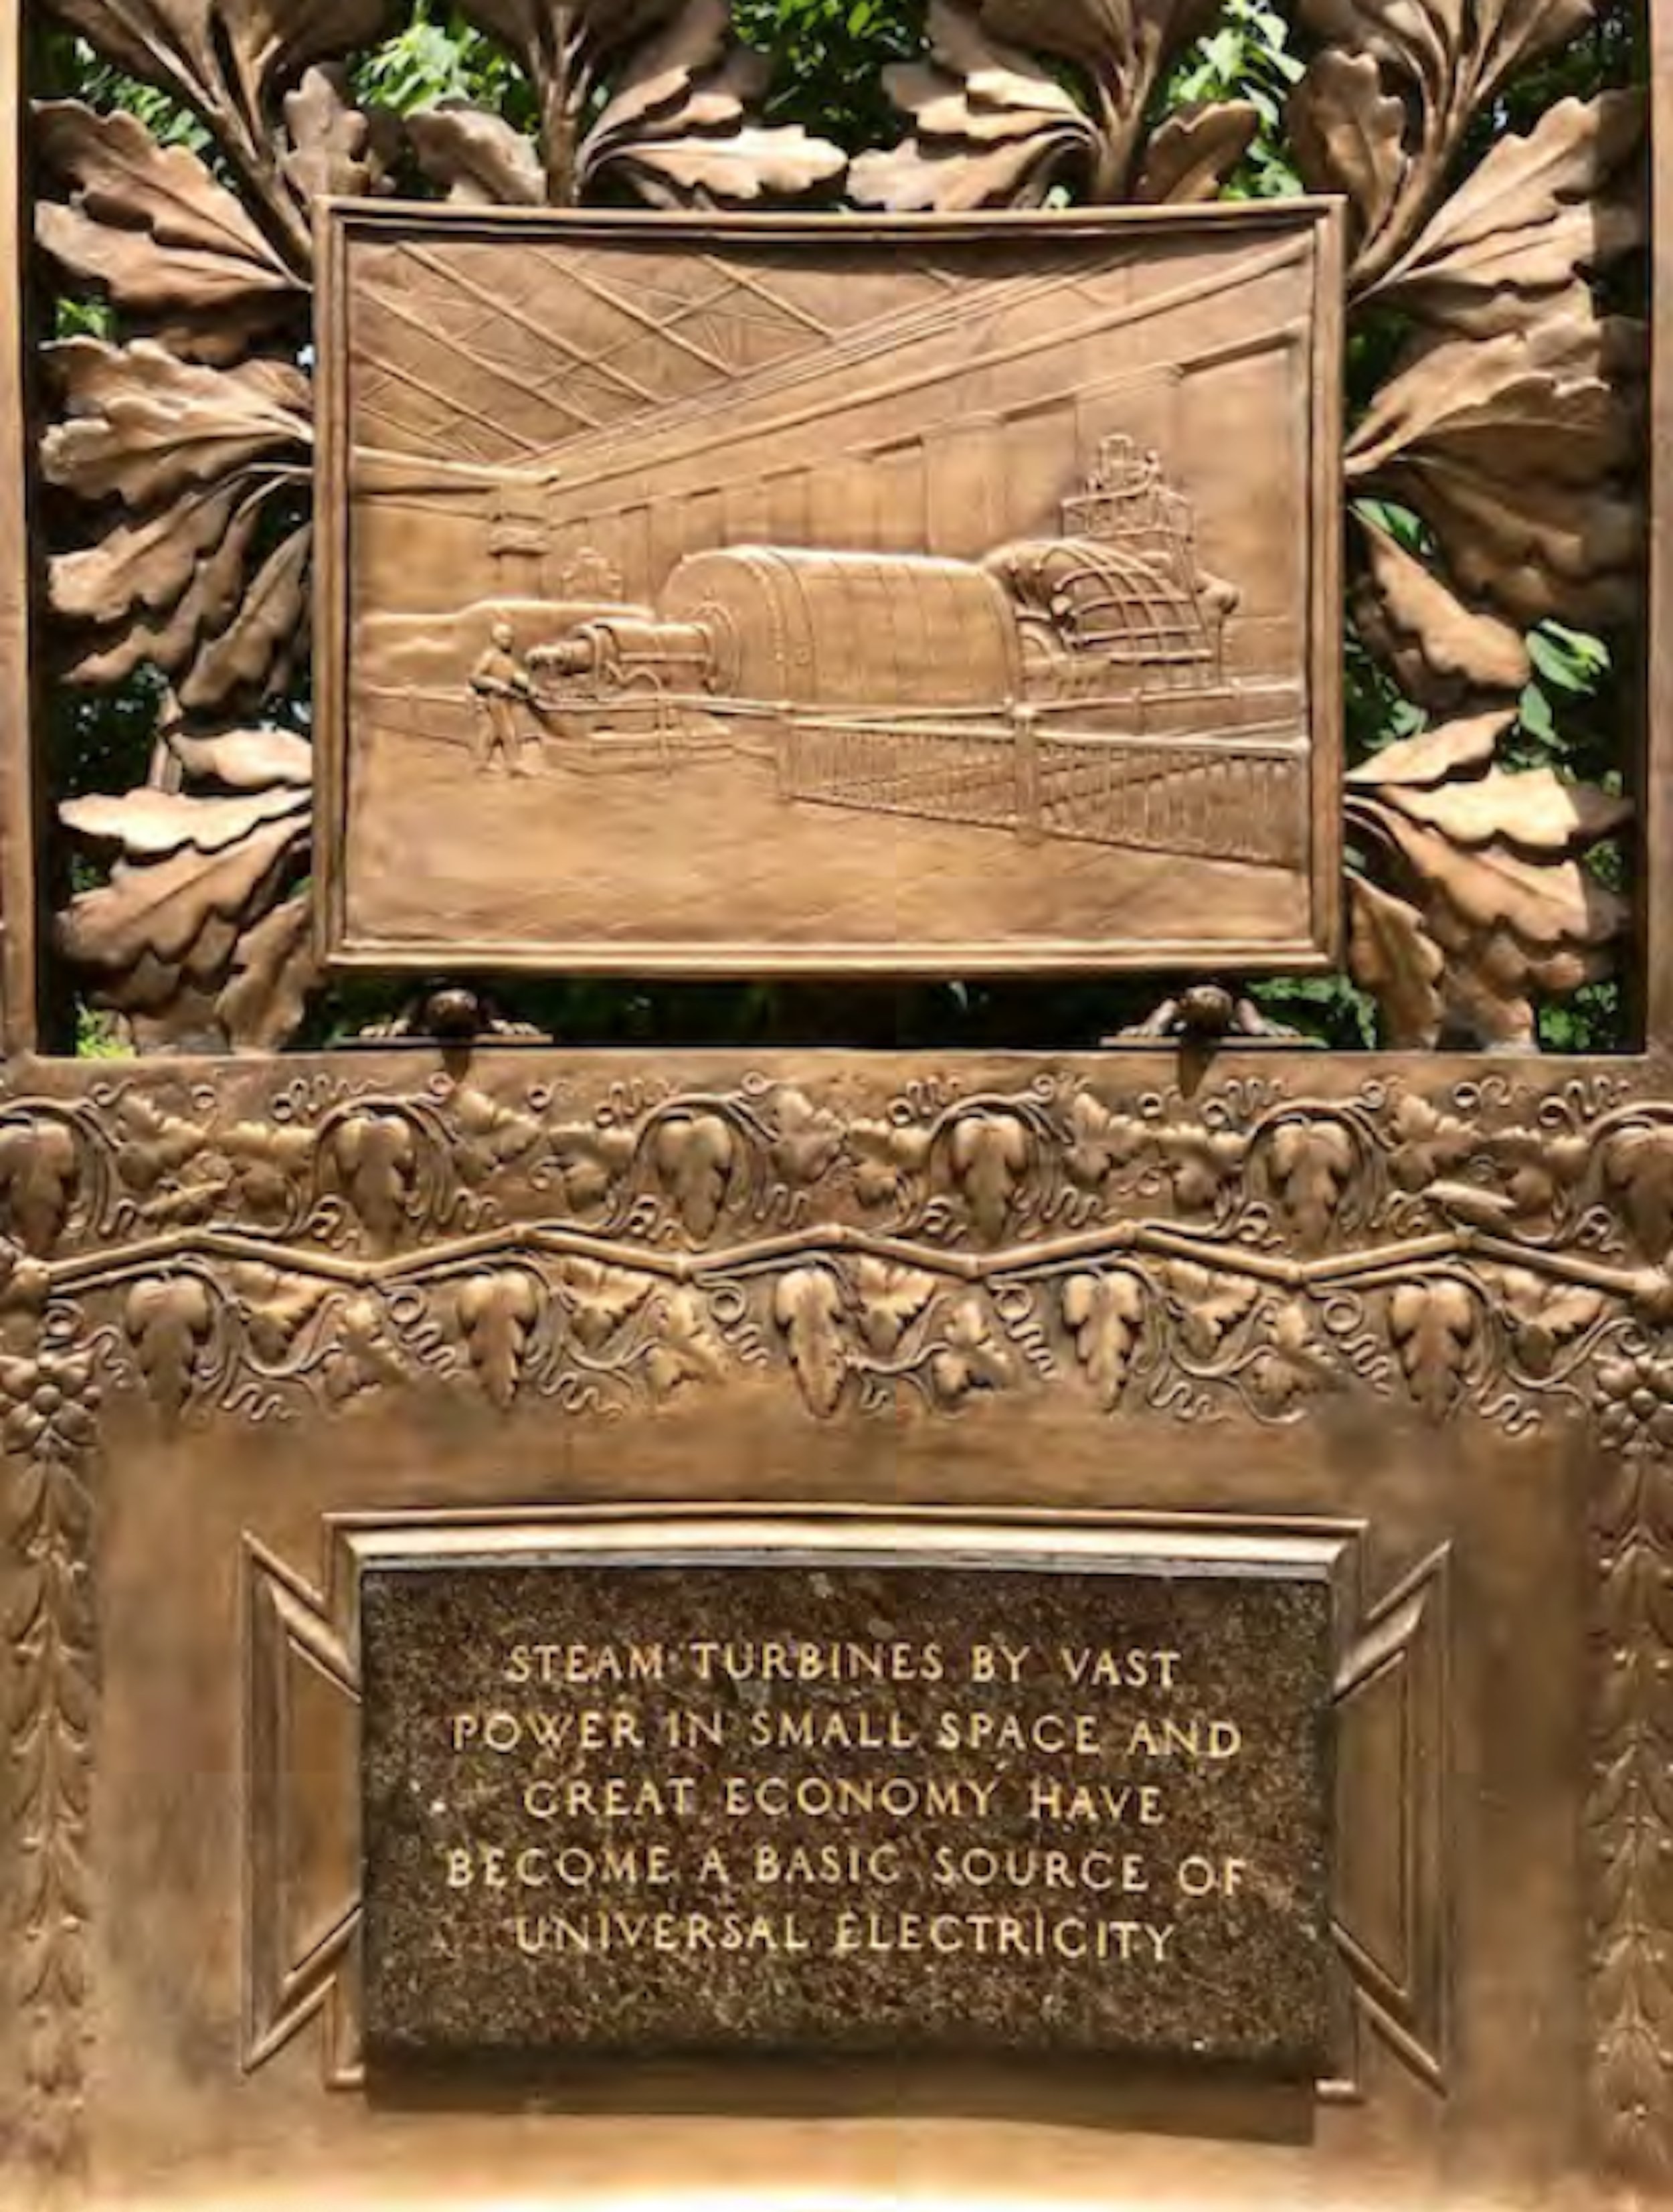 STEAM TURBINES BY VAST
POWER IN SMALL SPACE AND
GREAT ECONOMY HAVE
BECOME A BASIC SOURCE OF
UNIVERSAL ELECTRICITY